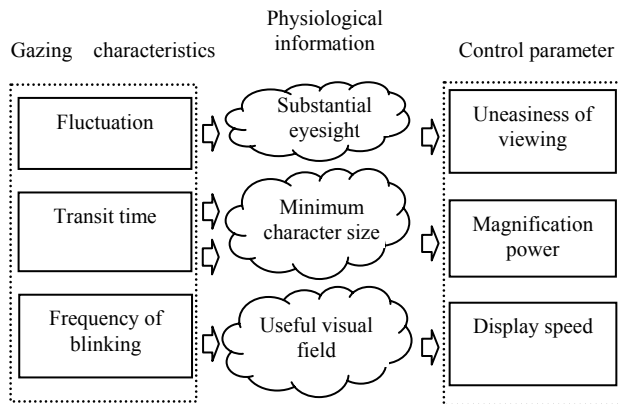 Gazing characteristics
Physiological
information
Control parameter
Fluctuation
Substantial
eyesight
Uneasiness of
viewing
Transit time
Minimum
character size
Magnification
power
Frequency of
blinking
Useful visual
field
Display speed